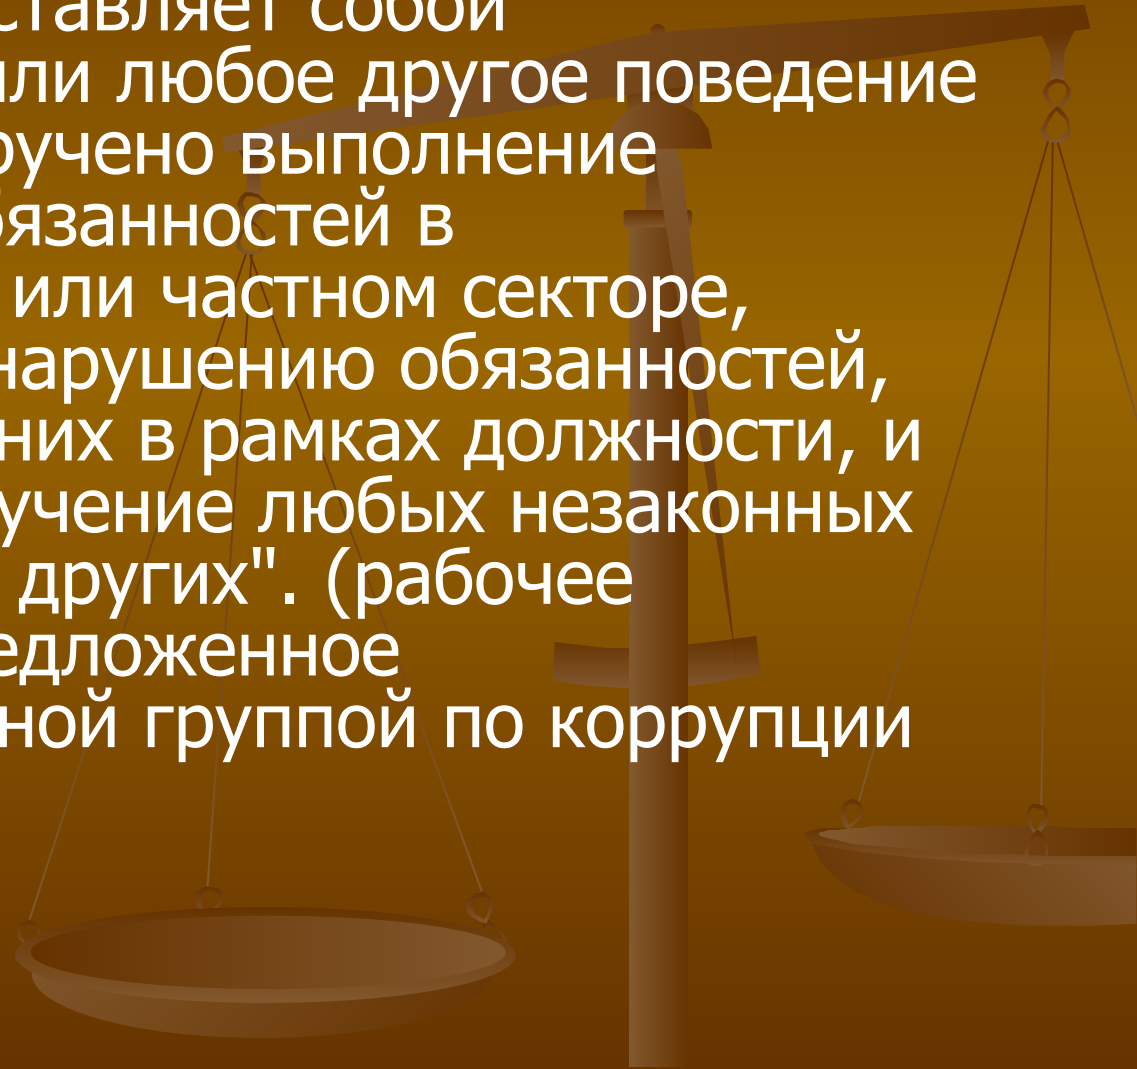 ставляет собой
или любое другое поведение
ручено выполнение
бязанностей в
или частном секторе,
нарушению обязанностей,
них в рамках должности, и
учение любых незаконных
других". (рабочее
едложенное
ной группой по коррупции